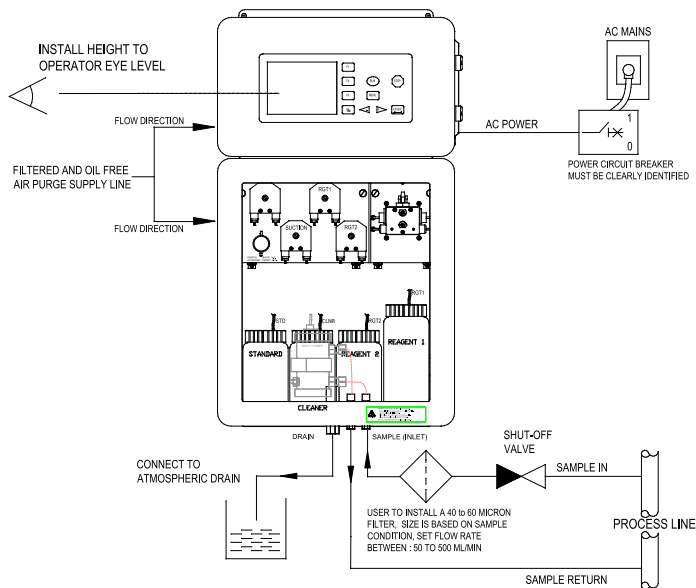 AC MAINS
INSTALL HEIGHT TO
OPERATOR EYE LEVEL
FLOW DIRECTION
AC POWER
1
0
POWER CIRCUIT BREAKER
MUST BE CLEARLY IDENTIFIED
FILTERED AND OIL FREE
AIR PURGE SUPPLY LINE
FLOW DIRECTION
RGT1
SUCTION
RGT2
RGT1
STD
CLNR
RGT2
STANDARD
REAGENT 2
REAGENT 1
CLEANER
DRAIN
SAMPLE (INLET)
SHUT-OFF
VALVE
CONNECT TO
ATMOSPHERIC DRAIN
SAMPLE IN
USER TO INSTALL A 40 to 60 MICRON
FILTER, SIZE IS BASED ON SAMPLE
CONDITION, SET FLOW RATE
BETWEEN : 50 TO 500 ML/MIN
PROCESS LINE
SAMPLE RETURN